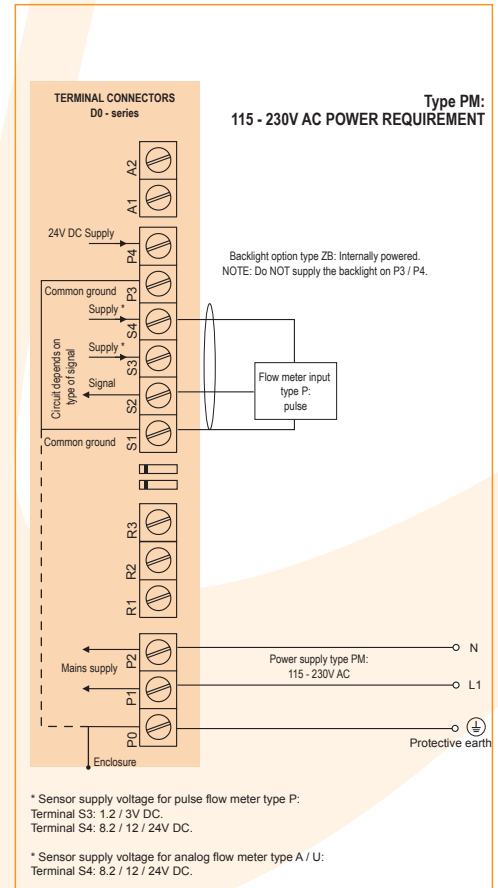 TERMINAL CONNECTORS
D0 - series
Type PM:
115 - 230V AC POWER REQUIREMENT
A2
A1
24V DC Supply
P4
Backlight option type ZB: Internally powered.
NOTE: Do NOT supply the backlight on P3 / P4.
Common ground
P3
Supply *
S4
Supply *
S3
Circuit depends on
type of signal
Signal
S2
Flow meter input
type P:
pulse
Common ground
S1
R3
R2
R1
P2
N
Mains supply
Power supply type PM:
115 - 230V AC
P1
L1
P0
Protective earth
Enclosure
* Sensor supply voltage for pulse flow meter type P:
Terminal S3: 1.2 / 3V DC.
Terminal S4: 8.2 / 12 / 24V DC.
* Sensor supply voltage for analog flow meter type A / U:
Terminal S4: 8.2 / 12 / 24V DC.